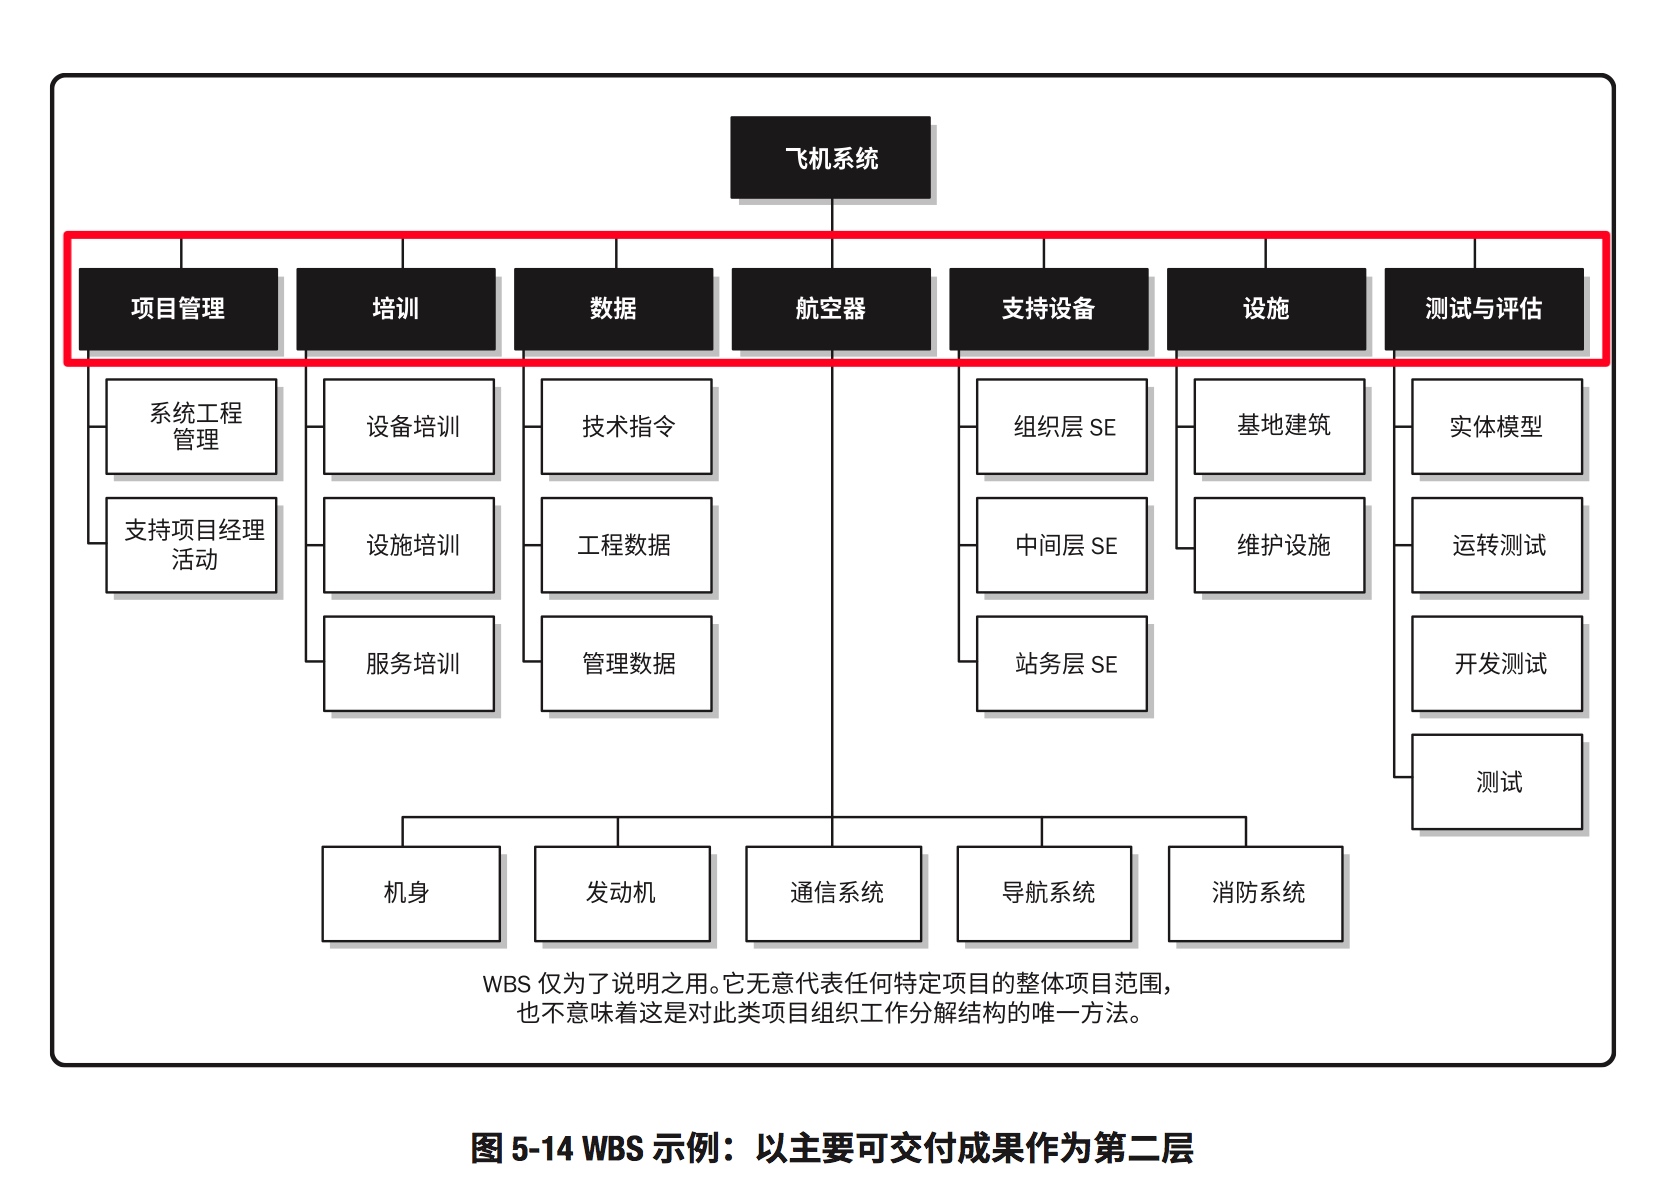 飞机系统
项目管理
培训
数据
航空器
支持设备
设施
测试与评估
系统工程
管理
设备培训
技术指令
组织层 SE
基地建筑
实体模型
支持项目经理
活动
设施培训
工程数据
中间层 SE
维护设施
运转测试
服务培训
管理数据
站务层 SE
开发测试
测试
机身
发动机
通信系统
导航系统
消防系统
WBS 仅为了说明之用。它无意代表任何特定项目的整体项目范围，
也不意味着这是对此类项目组织工作分解结构的唯一方法。
图 5-14 WBS 示例：以主要可交付成果作为第二层